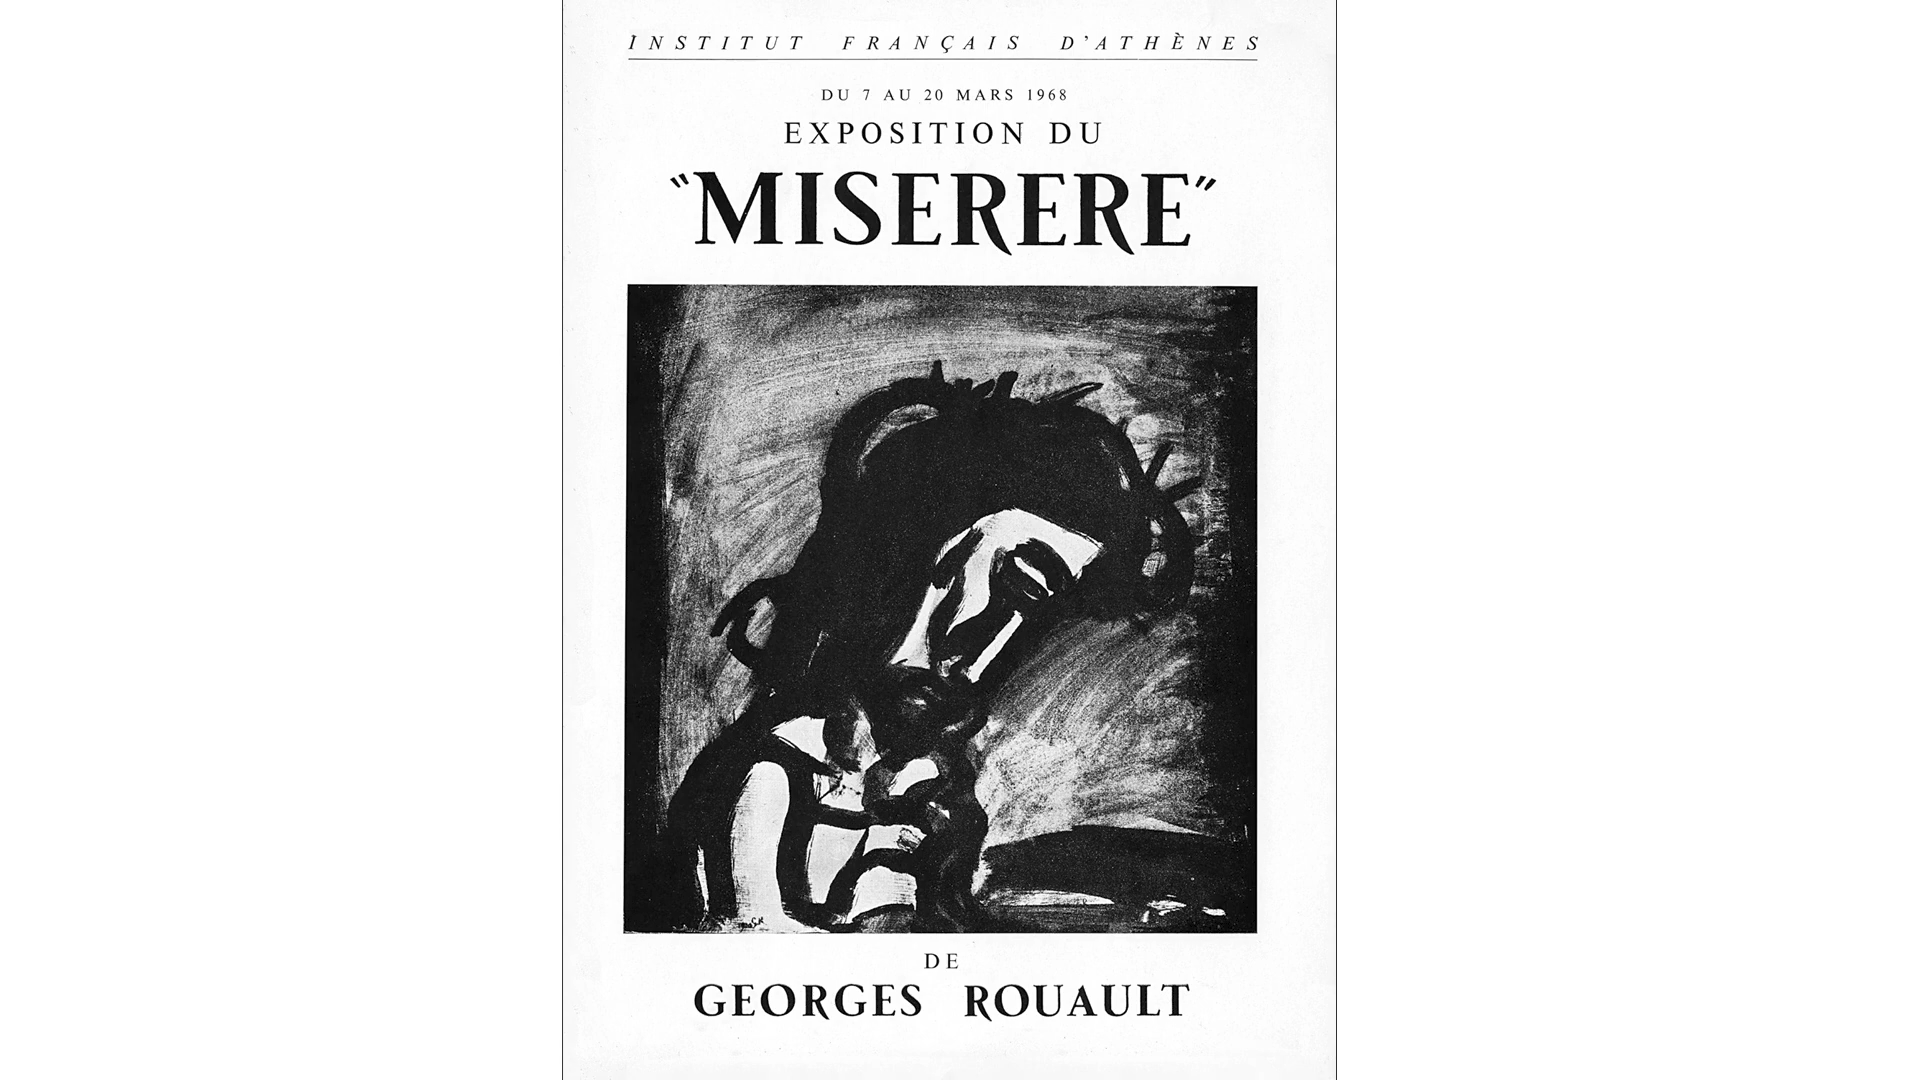 INSTITUT FRANÇAIS D'ATHÈNES
DU 7 AU 20 MARS 1968
EXPOSITION DU
"MISERERE"
DE
GEORGES ROUAULT